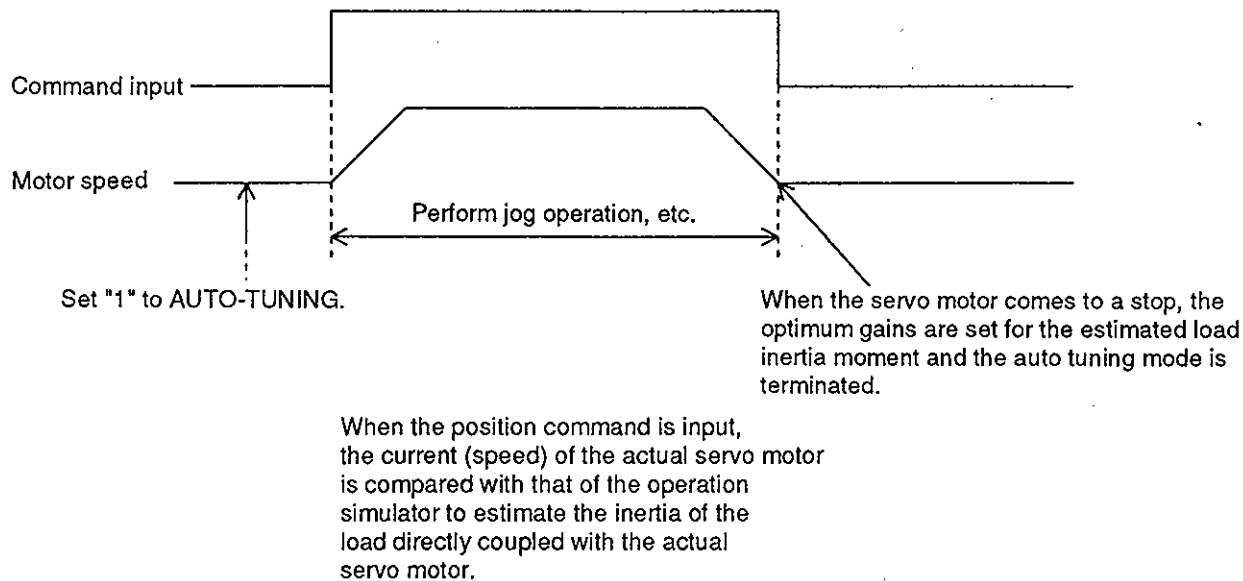 Command input
Motor speed
Perform jog operation, etc.
Set "1" to AUTO-TUNING.
When the servo motor comes to a stop, the
optimum gains are set for the estimated load
inertia moment and the auto tuning mode is
terminated.
When the position command is input,
the current (speed) of the actual servo motor
is compared with that of the operation
simulator to estimate the inertia of the
load directly coupled with the actual
servo motor.